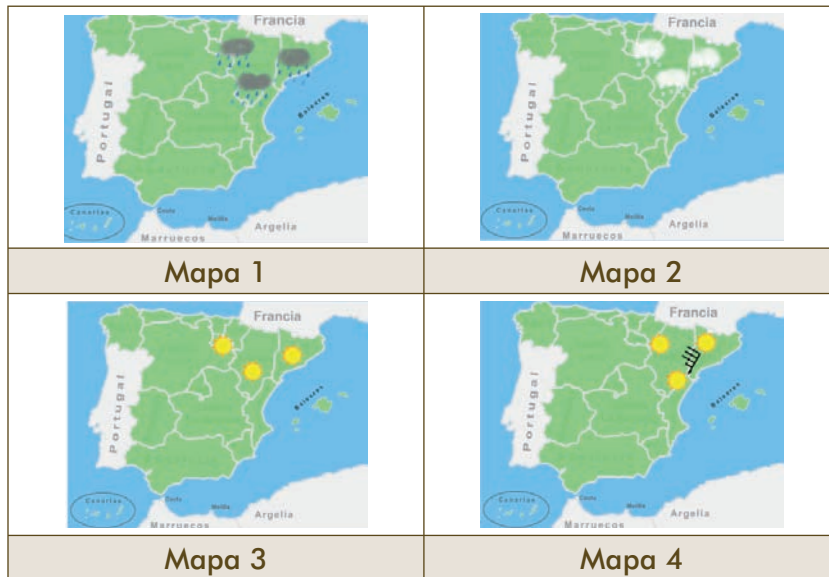 Francia
Portugal
Baleares
Canarias
Ceuta
Melilla
Marruecos
Argelia
Mapa 1
Francia
Portugal
Baleares
Canarias
Ceuta
Melilla
Marruecos
Argelia
Mapa 2
Francia
Portugal
Baleares
Canarias
Ceuta
Melilla
Marruecos
Argelia
Mapa 3
Francia
Portugal
Baleares
Canarias
Ceuta
Melilla
Marruecos
Argelia
Mapa 4